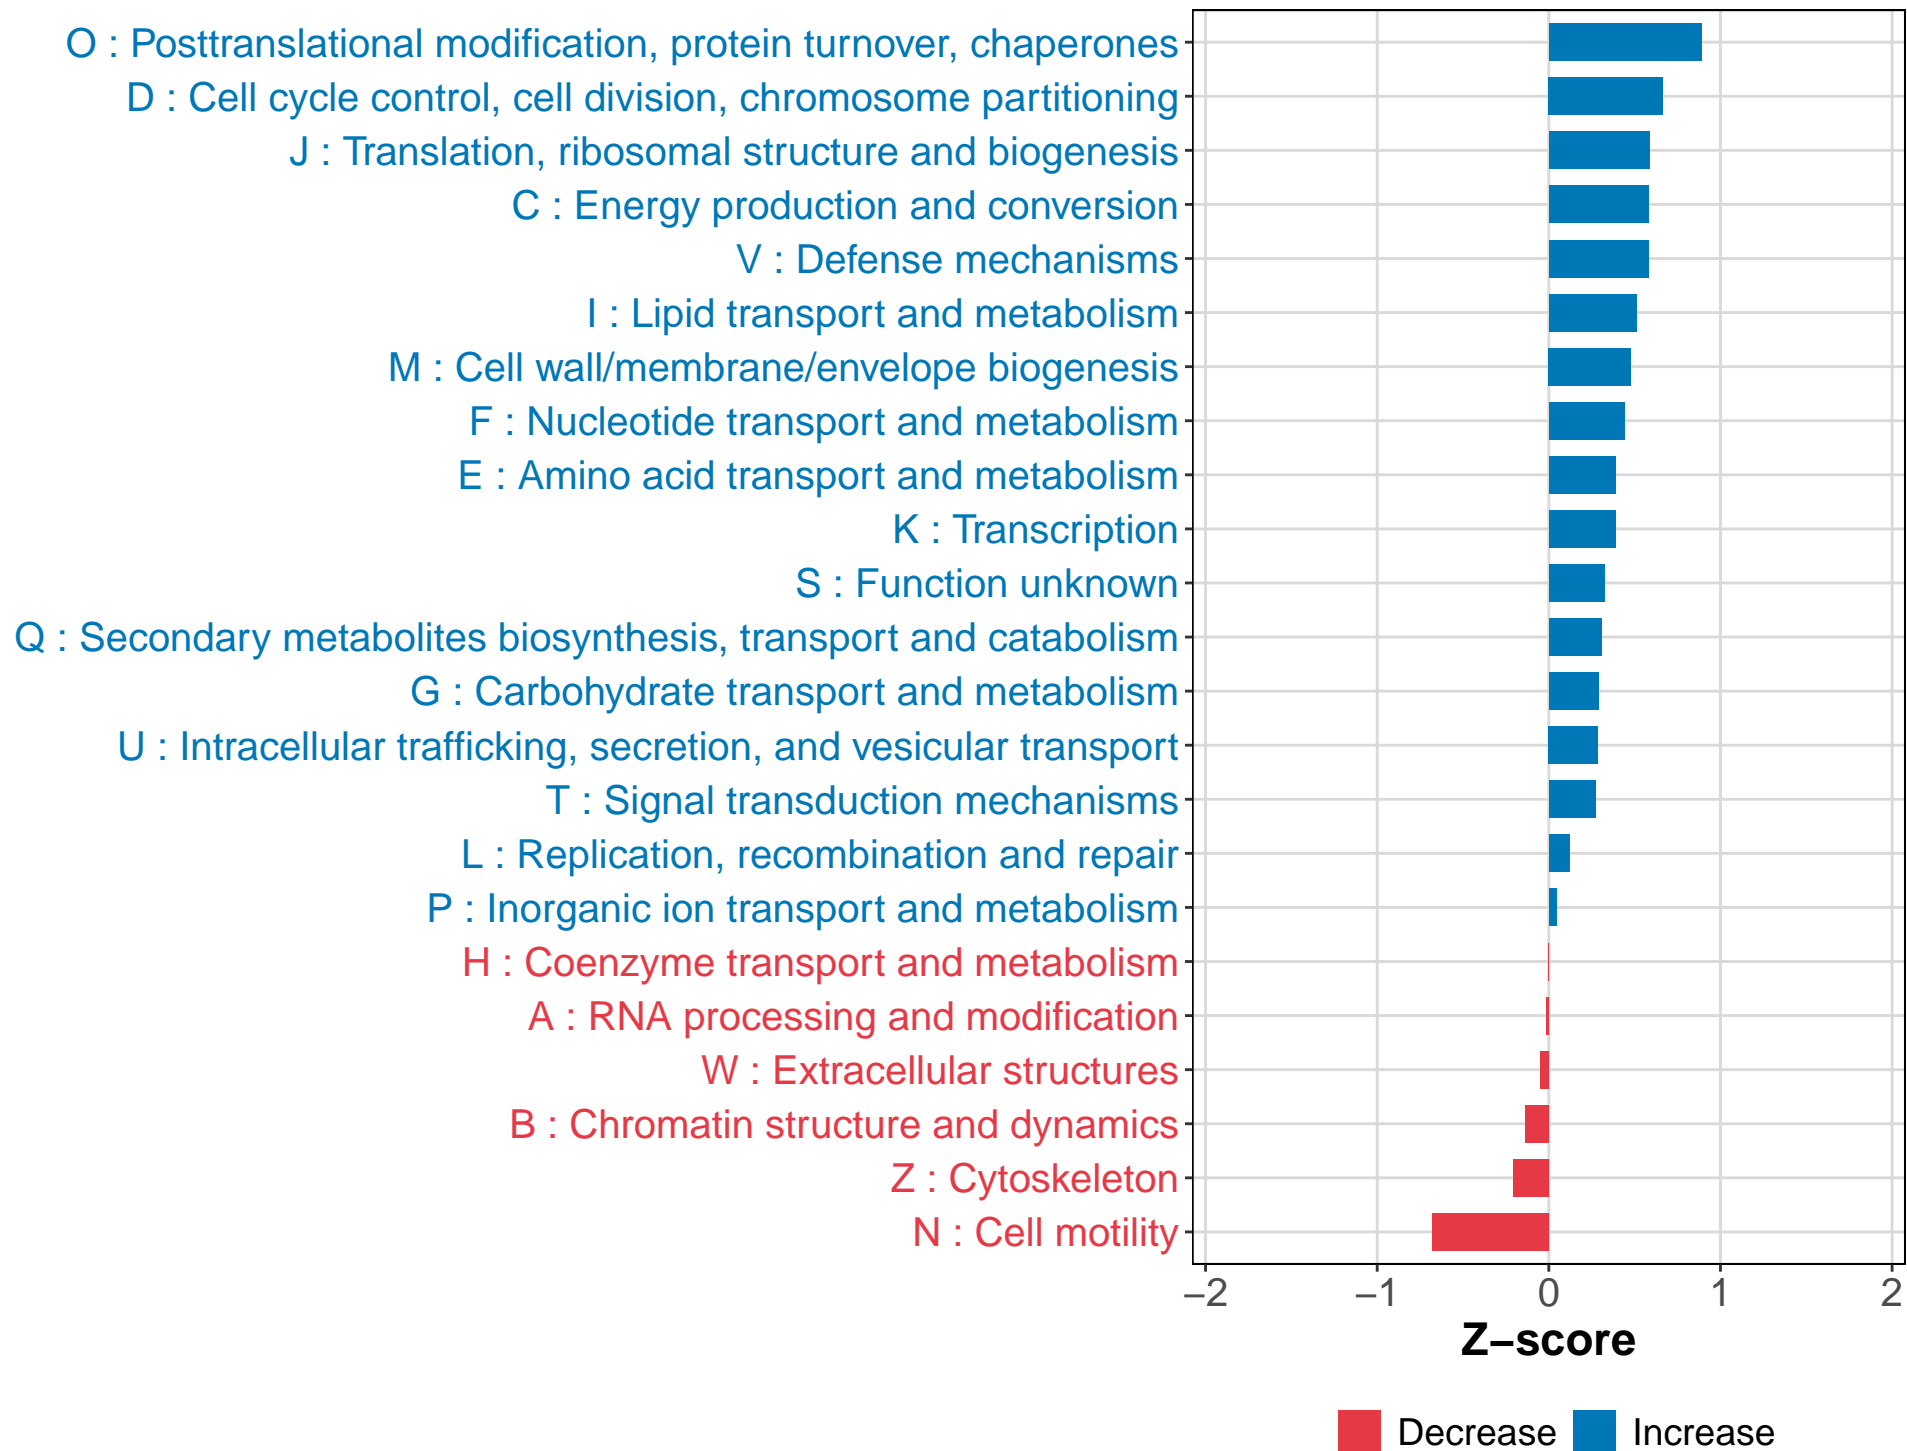 O : Posttranslational modification, protein turnover, chaperones
D : Cell cycle control, cell division, chromosome partitioning
J : Translation, ribosomal structure and biogenesis
C : Energy production and conversion
V : Defense mechanisms
I : Lipid transport and metabolism
M : Cell wall/membrane/envelope biogenesis
F : Nucleotide transport and metabolism
E : Amino acid transport and metabolism
K : Transcription
S : Function unknown
Q : Secondary metabolites biosynthesis, transport and catabolism
G : Carbohydrate transport and metabolism
U : Intracellular trafficking, secretion, and vesicular transport
T : Signal transduction mechanisms
L : Replication, recombination and repair
P : Inorganic ion transport and metabolism
H : Coenzyme transport and metabolism
A : RNA processing and modification
W : Extracellular structures
B : Chromatin structure and dynamics
Z : Cytoskeleton
N : Cell motility
−2 −1 0 1 2
Z−score
Decrease Increase